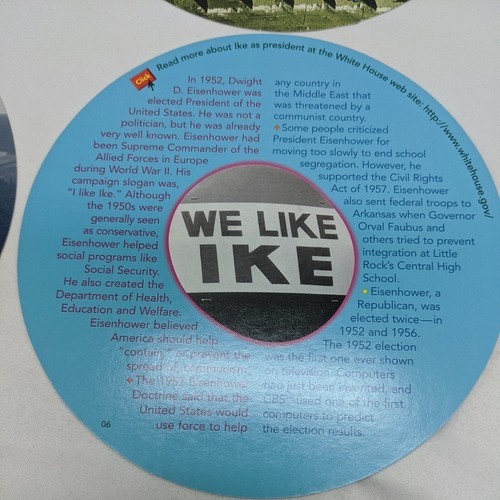 Read more about Ike as president at the White House web site: http://www.whitehouse.gov/
Click
In 1952, Dwight
D. Eisenhower was
elected President of the
United States. He was not a
politician, but he was already
very well known. Eisenhower had
been Supreme Commander of the
Allied Forces in Europe
during World War II. His
campaign slogan was,
"I like Ike." Although
the 1950s were
generally seen
as conservative,
Eisenhower helped
social programs like
Social Security.
He also created the
Department of Health,
Education and Welfare.
Eisenhower believed
America should help
"contain," or prevent the
spread of, communism.
The 1957 Eisenhower
Doctrine said that the
United States would
use force to help
any country in
the Middle East that
was threatened by a
communist country.
Some people criticized
President Eisenhower for
moving too slowly to end school
segregation. However, he
supported the Civil Rights
Act of 1957. Eisenhower
also sent federal troops to
Arkansas when Governor
Orval Faubus and
others tried to prevent
integration at Little
Rock's Central High
School.
Eisenhower, a
Republican, was
elected twice—in
1952 and 1956.
The 1952 election
was the first one ever shown
on television. Computers
had just been invented, and
CBS used one of the first
computers to predict
the election results.
WE LIKE
IKE
06